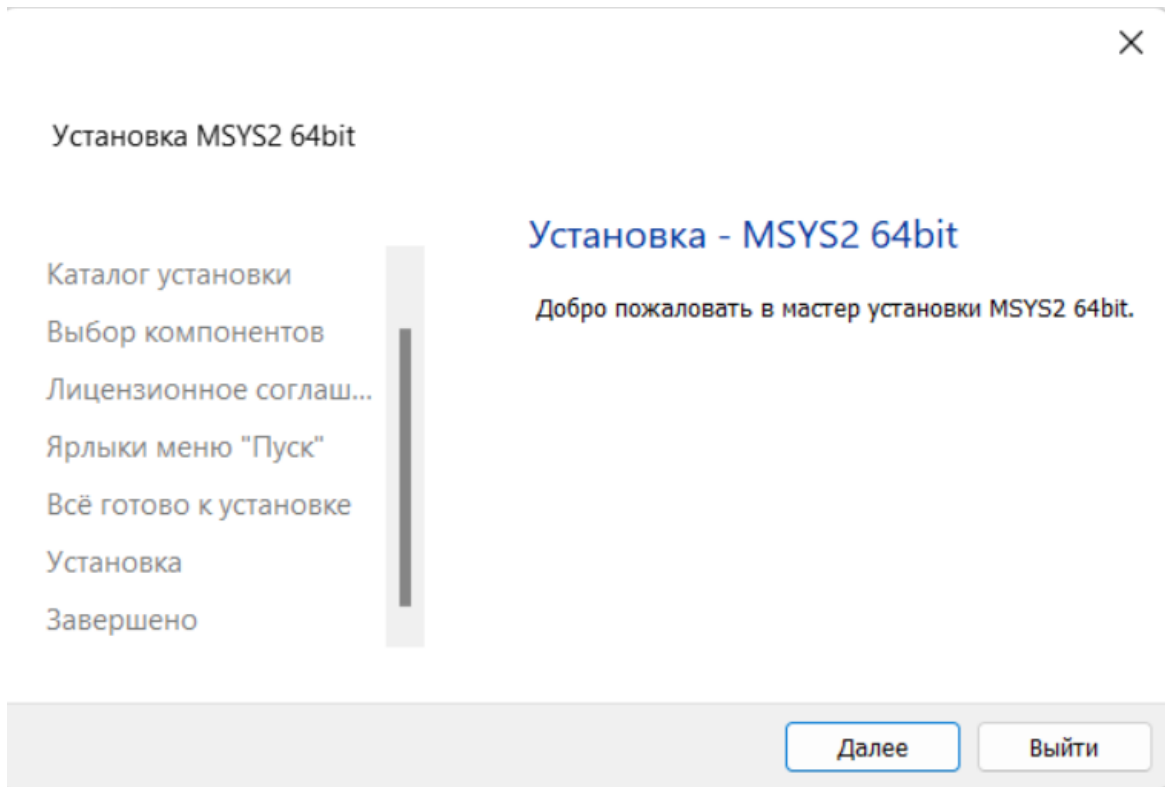 Установка MSYS2 64bit
Каталог установки
Выбор компонентов
Лицензионное соглаш...
Ярлыки меню "Пуск"
Всё готово к установке
Установка
Завершено
Установка - MSYS2 64bit
Добро пожаловать в мастер установки MSYS2 64bit.
Далее
Выйти